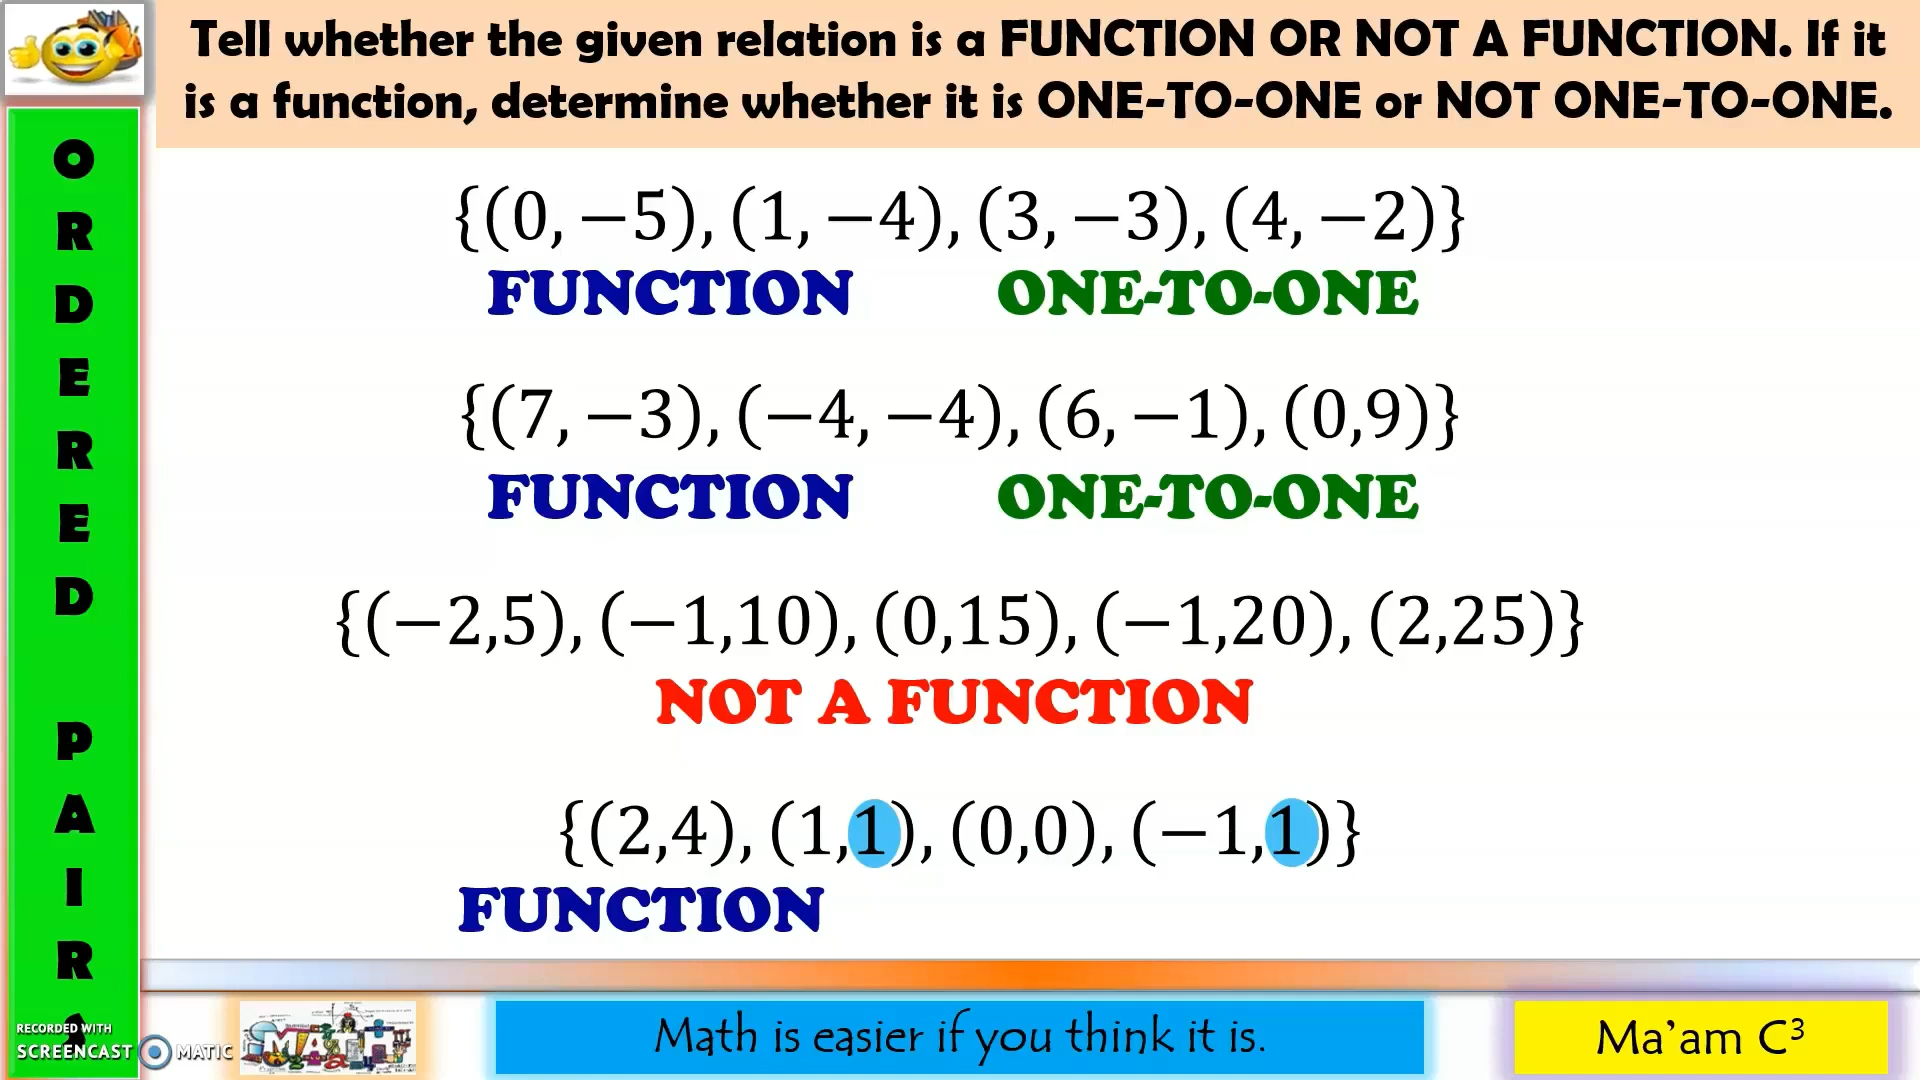 Tell whether the given relation is a FUNCTION OR NOT A FUNCTION. If it
is a function, determine whether it is ONE-TO-ONE or NOT ONE-TO-ONE.
O
R
D
E
R
E
D
P
A
I
R
{(0, −5), (1, −4), (3, −3), (4, −2)}
FUNCTION ONE-TO-ONE
{(7, −3), (−4, −4), (6, −1), (0,9)}
FUNCTION ONE-TO-ONE
{(−2,5), (−1,10), (0,15), (−1,20), (2,25)}
NOT A FUNCTION
{(2,4), (1,1), (0,0), (−1,1)}
FUNCTION
RECORDED WITH
SCREENCAST MATIC
MATH
Math is easier if you think it is.
Ma'am C³